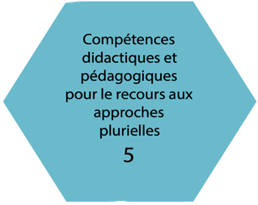 Compétences
didactiques et
pédagogiques
pour le recours aux
approches
plurielles
5